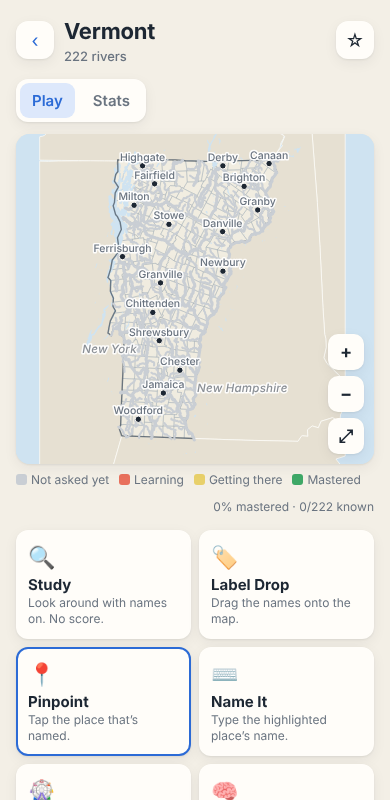 Vermont
222 rivers
Play Stats
Highgate Derby Canaan
Fairfield Brighton
Milton Granby
Stowe
Danville
Ferrisburgh
Newbury
Granville
Chittenden
Shrewsbury
New York
Chester
Jamaica New Hampshire
Woodford
+
−
Not asked yet Learning Getting there Mastered
0% mastered · 0/222 known
Study
Look around with names
on. No score.
Label Drop
Drag the names onto the
map.
Pinpoint
Tap the place that's
named.
Name It
Type the highlighted
place's name.